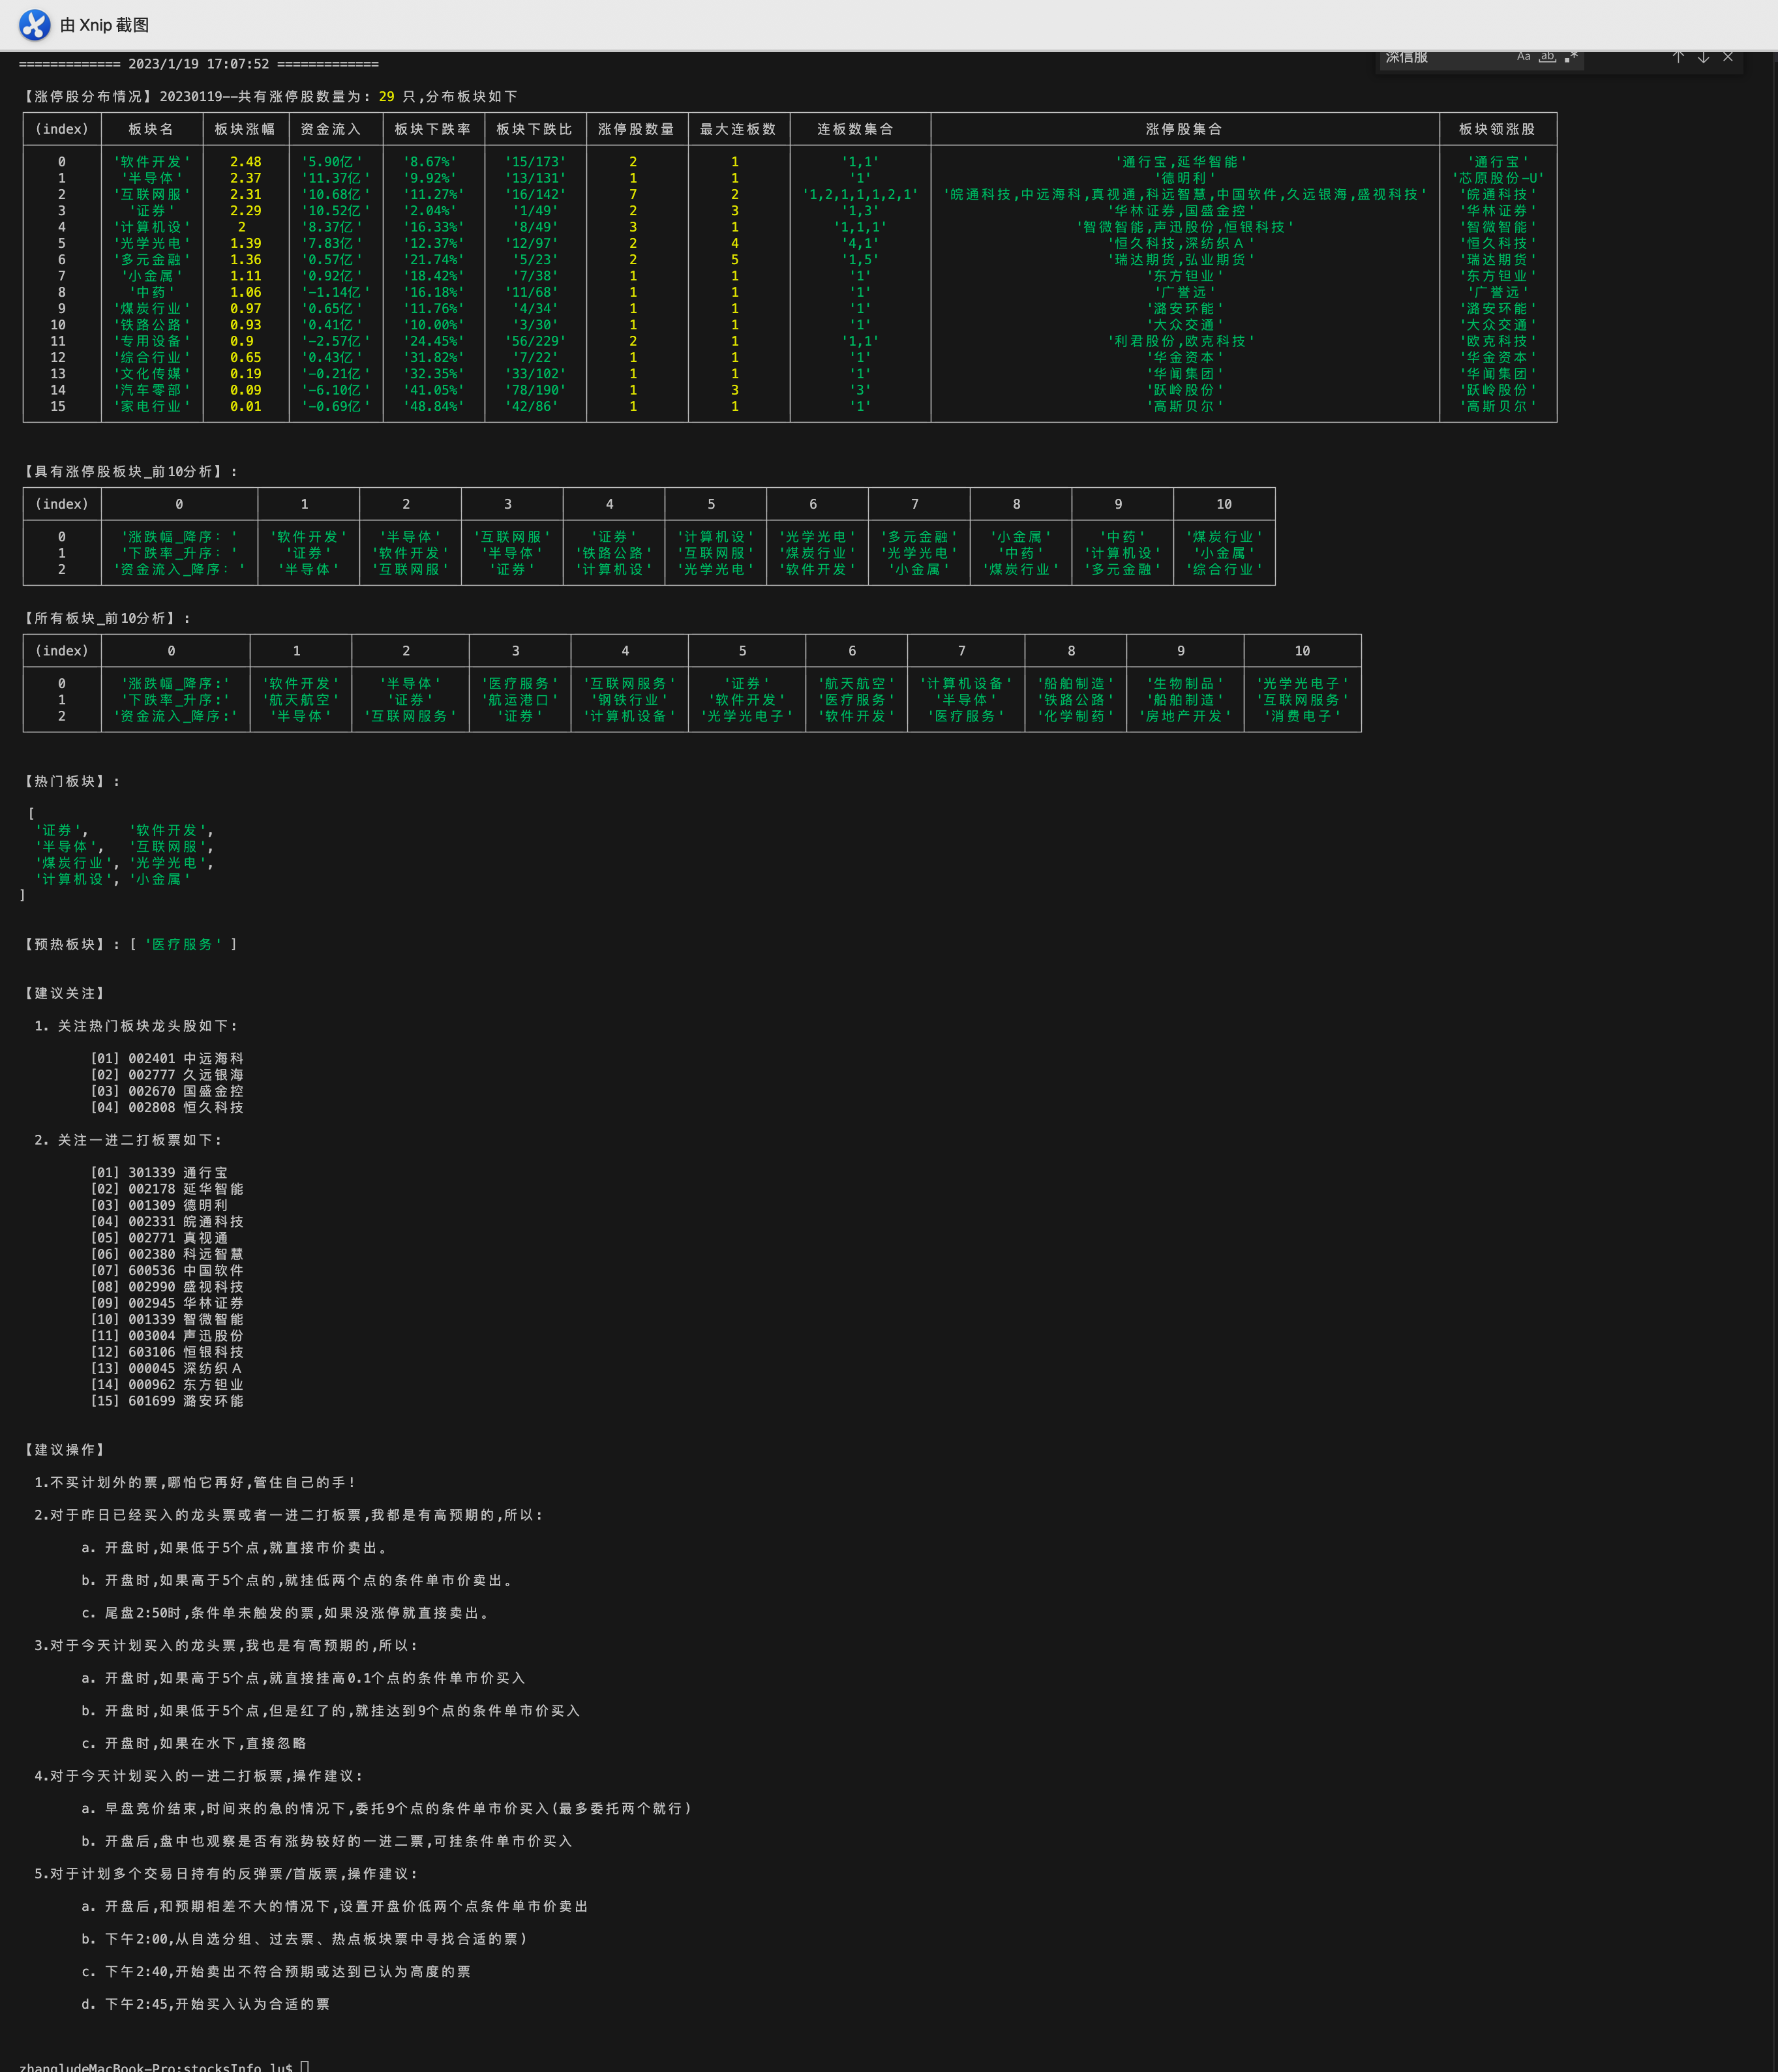 由 Xnip 截图
深信服 Aa ab .*
============= 2023/1/19 17:07:52 =============
【涨停股分布情况】20230119--共有涨停股数量为: 29 只,分布板块如下
(index) 板块名 板块涨幅 资金流入 板块下跌率 板块下跌比 涨停股数量 最大连板数 连板数集合 涨停股集合 板块领涨股
0 '软件开发' 2.48 '5.90亿' '8.67%' '15/173' 2 1 '1,1' '通行宝,延华智能' '通行宝'
1 '半导体' 2.37 '11.37亿' '9.92%' '13/131' 1 1 '1' '德明利' '芯原股份-U'
2 '互联网服' 2.31 '10.68亿' '11.27%' '16/142' 7 2 '1,2,1,1,1,2,1' '皖通科技,中远海科,真视通,科远智慧,中国软件,久远银海,盛视科技' '皖通科技'
3 '证券' 2.29 '10.52亿' '2.04%' '1/49' 2 3 '1,3' '华林证券,国盛金控' '华林证券'
4 '计算机设' 2 '8.37亿' '16.33%' '8/49' 3 1 '1,1,1' '智微智能,声迅股份,恒银科技' '智微智能'
5 '光学光电' 1.39 '7.83亿' '12.37%' '12/97' 2 4 '4,1' '恒久科技,深纺织Ａ' '恒久科技'
6 '多元金融' 1.36 '0.57亿' '21.74%' '5/23' 2 5 '1,5' '瑞达期货,弘业期货' '瑞达期货'
7 '小金属' 1.11 '0.92亿' '18.42%' '7/38' 1 1 '1' '东方钽业' '东方钽业'
8 '中药' 1.06 '-1.14亿' '16.18%' '11/68' 1 1 '1' '广誉远' '广誉远'
9 '煤炭行业' 0.97 '0.65亿' '11.76%' '4/34' 1 1 '1' '潞安环能' '潞安环能'
10 '铁路公路' 0.93 '0.41亿' '10.00%' '3/30' 1 1 '1' '大众交通' '大众交通'
11 '专用设备' 0.9 '-2.57亿' '24.45%' '56/229' 2 1 '1,1' '利君股份,欧克科技' '欧克科技'
12 '综合行业' 0.65 '0.43亿' '31.82%' '7/22' 1 1 '1' '华金资本' '华金资本'
13 '文化传媒' 0.19 '-0.21亿' '32.35%' '33/102' 1 1 '1' '华闻集团' '华闻集团'
14 '汽车零部' 0.09 '-6.10亿' '41.05%' '78/190' 1 3 '3' '跃岭股份' '跃岭股份'
15 '家电行业' 0.01 '-0.69亿' '48.84%' '42/86' 1 1 '1' '高斯贝尔' '高斯贝尔'
【具有涨停股板块_前10分析】:
(index) 0 1 2 3 4 5 6 7 8 9 10
0 '涨跌幅_降序: ' '软件开发' '半导体' '互联网服' '证券' '计算机设' '光学光电' '多元金融' '小金属' '中药' '煤炭行业'
1 '下跌率_升序: ' '证券' '软件开发' '半导体' '铁路公路' '互联网服' '煤炭行业' '光学光电' '中药' '计算机设' '小金属'
2 '资金流入_降序: ' '半导体' '互联网服' '证券' '计算机设' '光学光电' '软件开发' '小金属' '煤炭行业' '多元金融' '综合行业'
【所有板块_前10分析】:
(index) 0 1 2 3 4 5 6 7 8 9 10
0 '涨跌幅_降序:' '软件开发' '半导体' '医疗服务' '互联网服务' '证券' '航天航空' '计算机设备' '船舶制造' '生物制品' '光学光电子'
1 '下跌率_升序:' '航天航空' '证券' '航运港口' '钢铁行业' '软件开发' '医疗服务' '半导体' '铁路公路' '船舶制造' '互联网服务'
2 '资金流入_降序:' '半导体' '互联网服务' '证券' '计算机设备' '光学光电子' '软件开发' '医疗服务' '化学制药' '房地产开发' '消费电子'
【热门板块】:
[
'证券', '软件开发',
'半导体', '互联网服',
'煤炭行业', '光学光电',
'计算机设', '小金属'
]
【预热板块】: [ '医疗服务' ]
【建议关注】
1. 关注热门板块龙头股如下:
[01] 002401 中远海科
[02] 002777 久远银海
[03] 002670 国盛金控
[04] 002808 恒久科技
2. 关注一进二打板票如下:
[01] 301339 通行宝
[02] 002178 延华智能
[03] 001309 德明利
[04] 002331 皖通科技
[05] 002771 真视通
[06] 002380 科远智慧
[07] 600536 中国软件
[08] 002990 盛视科技
[09] 002945 华林证券
[10] 001339 智微智能
[11] 003004 声迅股份
[12] 603106 恒银科技
[13] 000045 深纺织Ａ
[14] 000962 东方钽业
[15] 601699 潞安环能
【建议操作】
1.不买计划外的票,哪怕它再好,管住自己的手!
2.对于昨日已经买入的龙头票或者一进二打板票,我都是有高预期的,所以:
a. 开盘时,如果低于5个点,就直接市价卖出。
b. 开盘时,如果高于5个点的,就挂低两个点的条件单市价卖出。
c. 尾盘2:50时,条件单未触发的票,如果没涨停就直接卖出。
3.对于今天计划买入的龙头票,我也是有高预期的,所以:
a. 开盘时,如果高于5个点,就直接挂高0.1个点的条件单市价买入
b. 开盘时,如果低于5个点,但是红了的,就挂达到9个点的条件单市价买入
c. 开盘时,如果在水下,直接忽略
4.对于今天计划买入的一进二打板票,操作建议:
a. 早盘竞价结束,时间来的急的情况下,委托9个点的条件单市价买入(最多委托两个就行)
b. 开盘后,盘中也观察是否有涨势较好的一进二票,可挂条件单市价买入
5.对于计划多个交易日持有的反弹票/首版票,操作建议:
a. 开盘后,和预期相差不大的情况下,设置开盘价低两个点条件单市价卖出
b. 下午2:00,从自选分组、过去票、热点板块票中寻找合适的票)
c. 下午2:40,开始卖出不符合预期或达到已认为高度的票
d. 下午2:45,开始买入认为合适的票
zhangludeMacBook-Pro:stocksInfo lu$